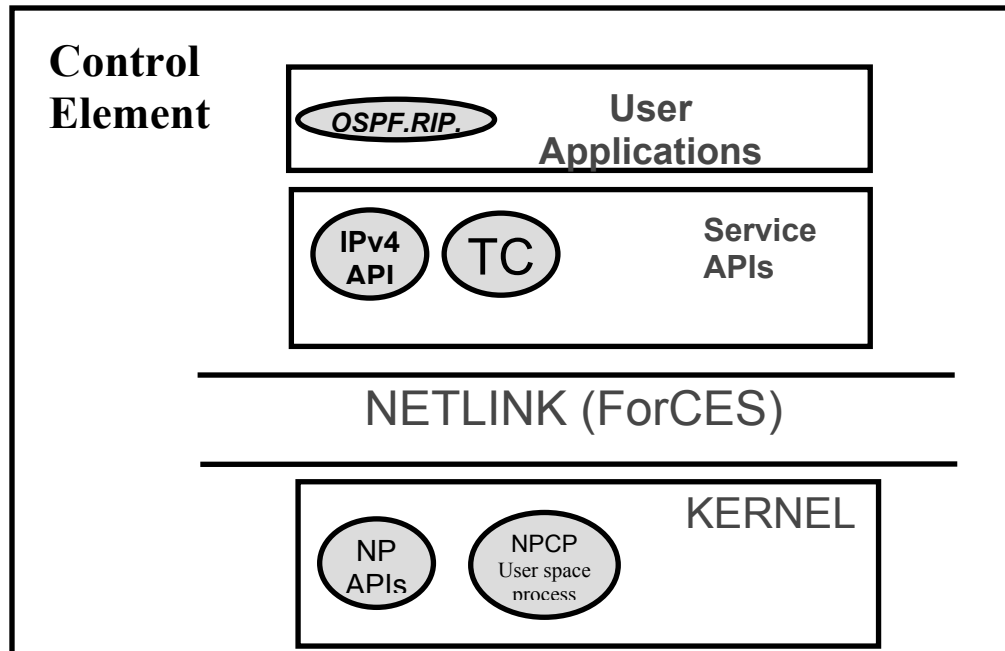 Control
Element
OSPF.RIP.
User
Applications
IPv4
API
TC
Service
APIs
NETLINK (ForCES)
KERNEL
NP
APIs
NPCP
User space
process